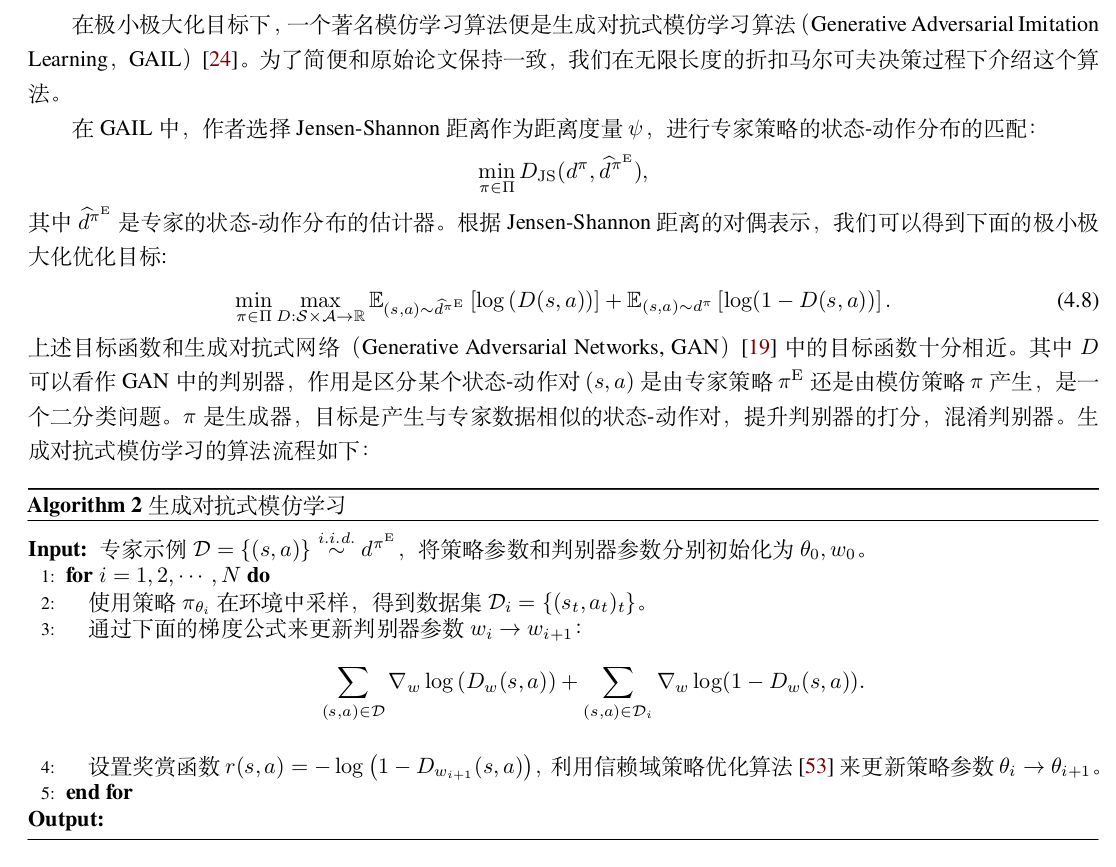 在极小极大化目标下，一个著名模仿学习算法便是生成对抗式模仿学习算法（Generative Adversarial Imitation
Learning，GAIL）[24]。为了简便和原始论文保持一致，我们在无限长度的折扣马尔可夫决策过程下介绍这个算
法。
在 GAIL 中，作者选择 Jensen-Shannon 距离作为距离度量 ψ，进行专家策略的状态-动作分布的匹配：
$\min_{\pi \in \Pi} D_{\mathrm{JS}}(d^{\pi}, \widehat{d}^{\pi^{\mathrm{E}}}),$
其中 $\widehat{d}^{\pi^{\mathrm{E}}}$ 是专家的状态-动作分布的估计器。根据 Jensen-Shannon 距离的对偶表示，我们可以得到下面的极小极
大化优化目标:
$\min_{\pi \in \Pi} \max_{D: \mathcal{S} \times \mathcal{A} \to \mathbb{R}} \mathbb{E}_{(s,a) \sim \widehat{d}^{\pi^{\mathrm{E}}}} [\log (D(s,a))] + \mathbb{E}_{(s,a) \sim d^{\pi}} [\log(1 - D(s,a))].$ (4.8)
上述目标函数和生成对抗式网络（Generative Adversarial Networks, GAN）[19] 中的目标函数十分相近。其中 D
可以看作 GAN 中的判别器，作用是区分某个状态-动作对 (s, a) 是由专家策略 $\pi^{\mathrm{E}}$ 还是由模仿策略 π 产生，是一
个二分类问题。π 是生成器，目标是产生与专家数据相似的状态-动作对，提升判别器的打分，混淆判别器。生
成对抗式模仿学习的算法流程如下：
Algorithm 2 生成对抗式模仿学习
Input: 专家示例 $\mathcal{D} = \{(s,a)\} \overset{i.i.d.}{\sim} d^{\pi^{\mathrm{E}}}$，将策略参数和判别器参数分别初始化为 $\theta_0, w_0$。
1: for $i = 1, 2, \cdots, N$ do
2: 使用策略 $\pi_{\theta_i}$ 在环境中采样，得到数据集 $\mathcal{D}_i = \{(s_t, a_t)_t\}$。
3: 通过下面的梯度公式来更新判别器参数 $w_i \to w_{i+1}$：
$\sum_{(s,a) \in \mathcal{D}} \nabla_w \log (D_w(s,a)) + \sum_{(s,a) \in \mathcal{D}_i} \nabla_w \log(1 - D_w(s,a)).$
4: 设置奖赏函数 $r(s,a) = -\log \left(1 - D_{w_{i+1}}(s,a)\right)$，利用信赖域策略优化算法 [53] 来更新策略参数 $\theta_i \to \theta_{i+1}$。
5: end for
Output: